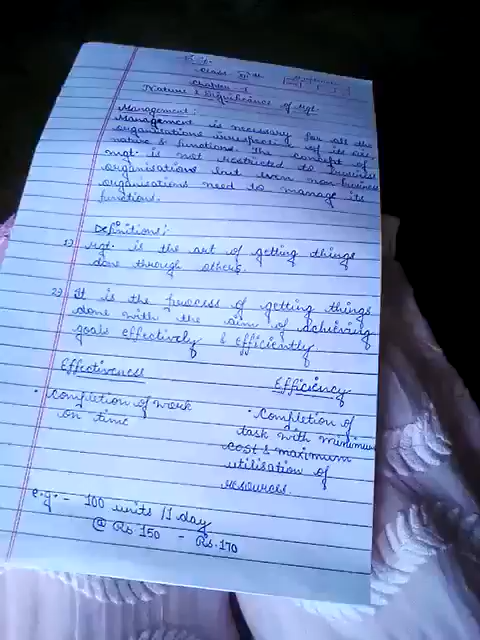 Class XIIth
Chapter - 1
Nature & Significance of Mgt.
Management:
Management is necessary for all the
organisations irrespective of its size,
nature & functions. The concept of
mgt. is not restricted to business
organisations but even non-business
organisations need to manage its
functions.
Definitions:
1) Mgt. is the art of getting things
done through others.
2) It is the process of getting things
done with the aim of achieving
goals effectively & efficiently
Effectiveness Efficiency
• Completion of work
on time
• Completion of
task with minimum
cost & maximum
utilisation of
resources.
e.g. - 100 units /1 day
@ Rs. 150 - Rs. 170